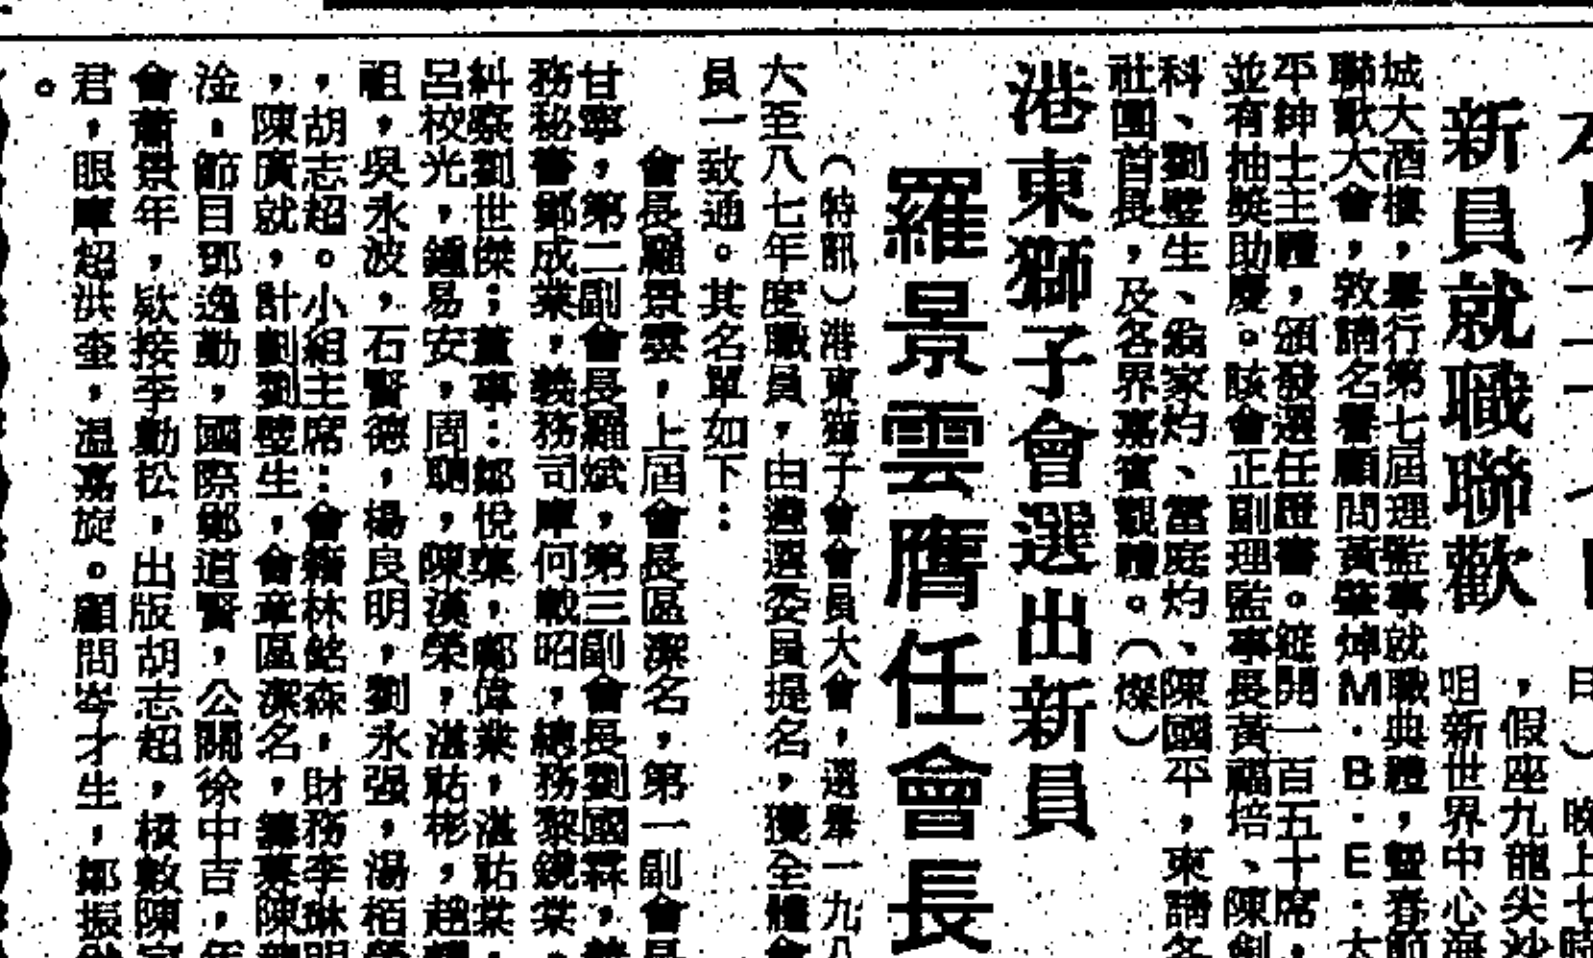 新員就職聯歡
，假座九龍尖沙
咀新世界中心海
城大酒樓，舉行第七屆理監事就職典禮，暨春節
聯歡大會，敦請名譽顧問黃肇焯M．B．E．太
平紳士主禮，頒發選任證書。筵開一百五十席，
並有抽獎助慶。該會正副理監事長黃福培、陳劍
科、劉璧生、翁家灼、當庭灼、陳國平，柬請各
社團首長，及各界嘉賓觀禮。（燦）
港東獅子會選出新員
羅景雲膺任會長
（特訊）港東獅子會會員大會，選舉一九八
六至八七年度職員，由遴選委員提名，獲全體會
員一致通。其名單如下：
會長羅景雲，上屆會長區潔名，第一副會長
甘寧，第二副會長羅斌，第三副會長劉國霖，
務秘書鄭成業，義務司庫何戟昭，總務黎鏡棠，
糾察劉世傑；董事：鄒悅葉，鄺偉業，湛祐棠，
呂校光，鍾易安，周聰，陳漢榮，湛祐彬，趙
祖，吳永波，石賢德，楊良明，劉永强，湯栢榮
，胡志超。小組主席：會籍林銘森，財務李琳明
，陳廣就，計劃劉璧生，會章區潔名，籌募陳
淦，節目鄧逸勤，國際鄭道賢，公關徐中吉，年
會蕭景年，欵接李勤松，出版胡志超，核數陳
君，眼庫趙洪奎，溫嘉旋。顧問岑才生，鄒振
。